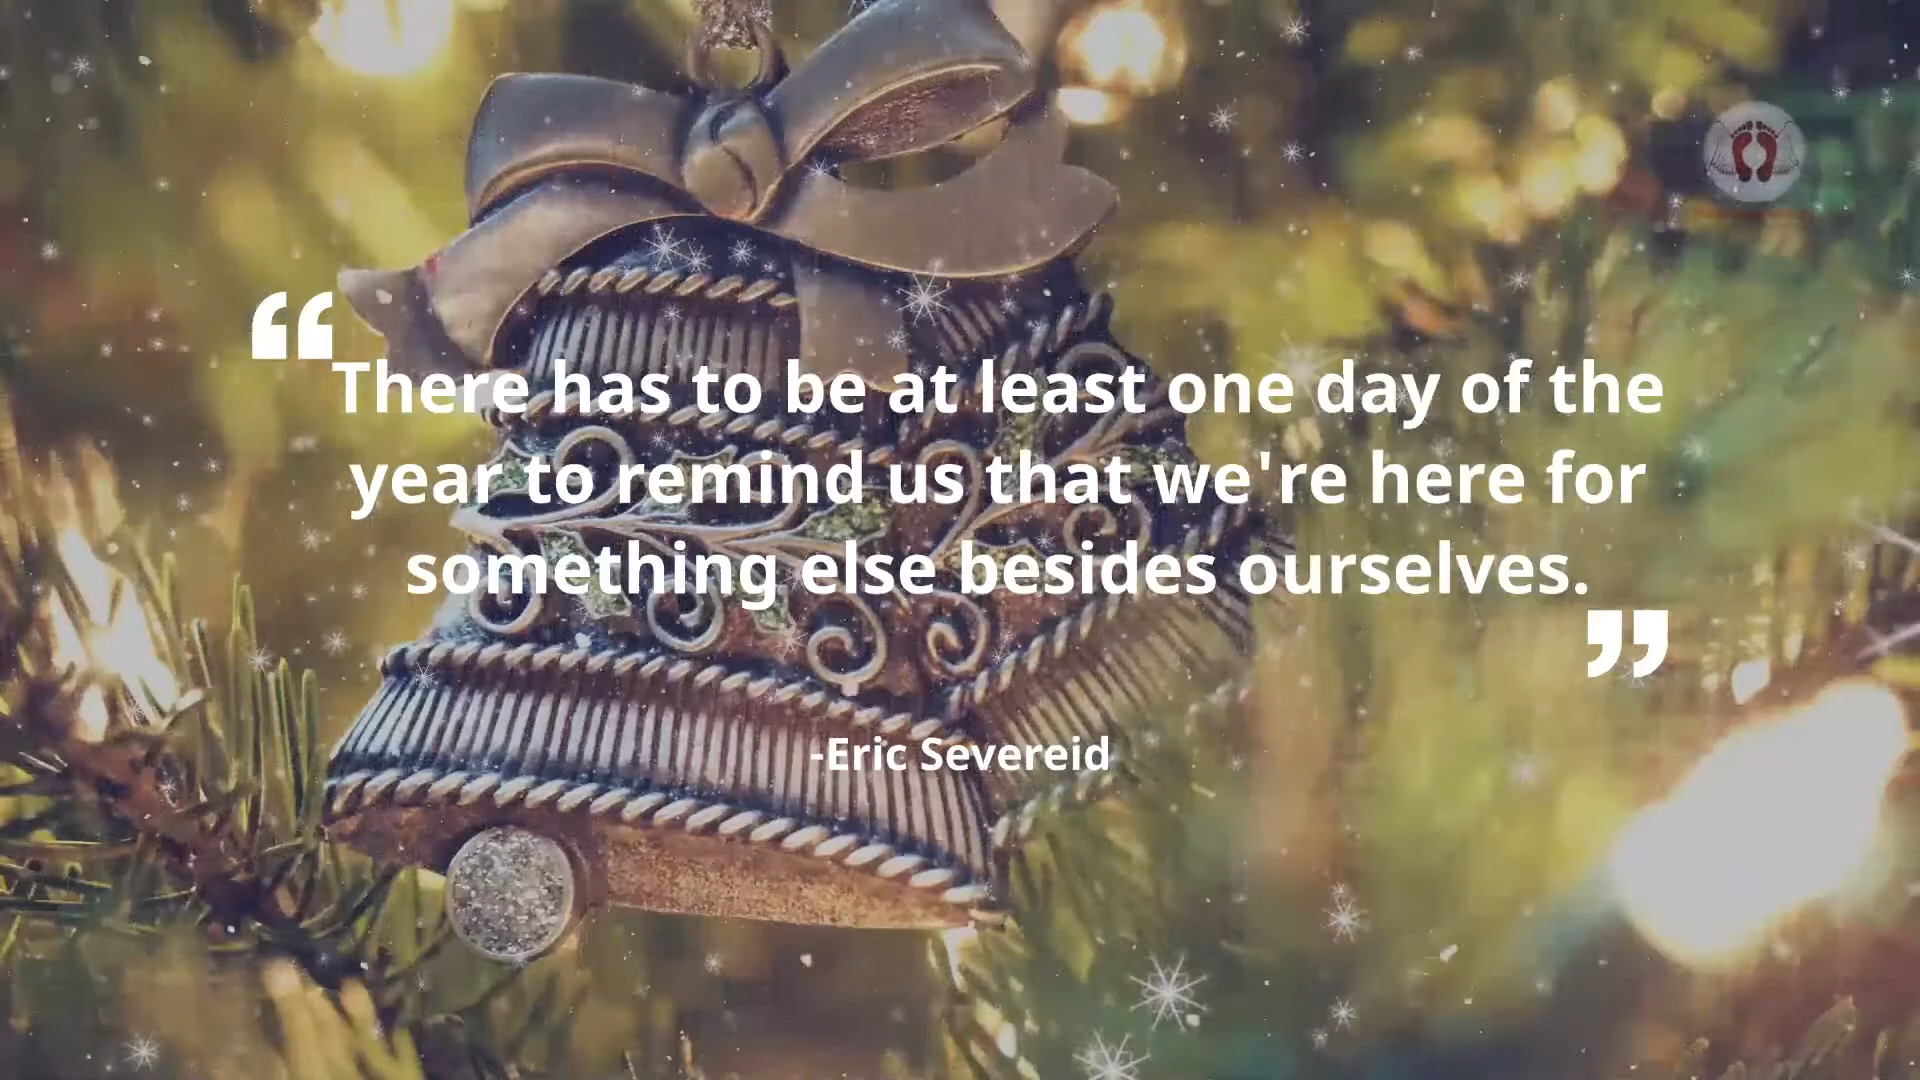 “There has to be at least one day of the
year to remind us that we're here for
something else besides ourselves.”
-Eric Severeid